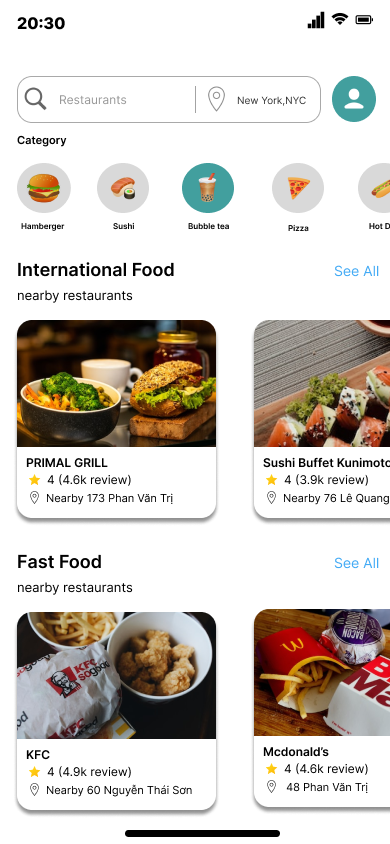 20:30
Restaurants
New York,NYC
Category
Hamberger
Sushi
Bubble tea
Pizza
Hot D
International Food
See All
nearby restaurants
PRIMAL GRILL
4 (4.6k review)
Nearby 173 Phan Văn Trị
Sushi Buffet Kunimoto
4 (3.9k review)
Nearby 76 Lê Quang
Fast Food
See All
nearby restaurants
KFC
so good
KFC
4 (4.9k review)
Nearby 60 Nguyễn Thái Sơn
Mcdonald's
4 (4.6k review)
48 Phan Văn Trị